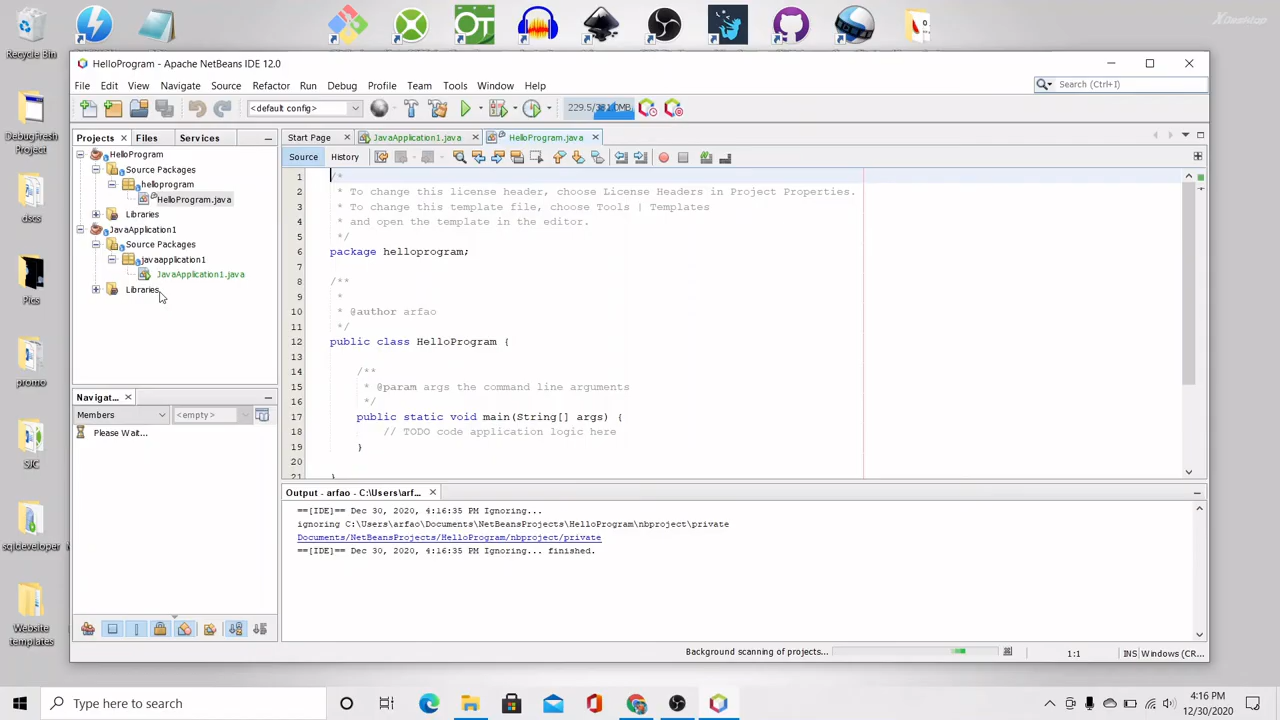 Recycle Bin
XDesktop
HelloProgram - Apache NetBeans IDE 12.0
File Edit View Navigate Source Refactor Run Debug Profile Team Tools Window Help
Search (Ctrl+I)
<default config>
DebugFresh Project
Projects Files Services
Start Page JavaApplication1.java HelloProgram.java
Source History
HelloProgram
Source Packages
helloprogram
HelloProgram.java
Libraries
JavaApplication1
Source Packages
javaapplication1
JavaApplication1.java
Libraries
1 /*
2 * To change this license header, choose License Headers in Project Properties.
3 * To change this template file, choose Tools | Templates
4 * and open the template in the editor.
5 */
6 package helloprogram;
7
8 /**
9 *
10 * @author arfao
11 */
12 public class HelloProgram {
13
14 /**
15 * @param args the command line arguments
16 */
17 public static void main(String[] args) {
18 // TODO code application logic here
19 }
20
21 }
dscs
Pics
promo
SJC
sqldeveloper
Website templates
Navigat...
Members <empty>
Please Wait...
Output - arfao - C:\Users\arf...
==[IDE]== Dec 30, 2020, 4:16:35 PM Ignoring...
ignoring C:\Users\arfao\Documents\NetBeansProjects\HelloProgram\nbproject\private
Documents/NetBeansProjects/HelloProgram/nbproject/private
==[IDE]== Dec 30, 2020, 4:16:35 PM Ignoring... finished.
Background scanning of projects... 1:1 INS Windows (CR...
Type here to search
4:16 PM
12/30/2020